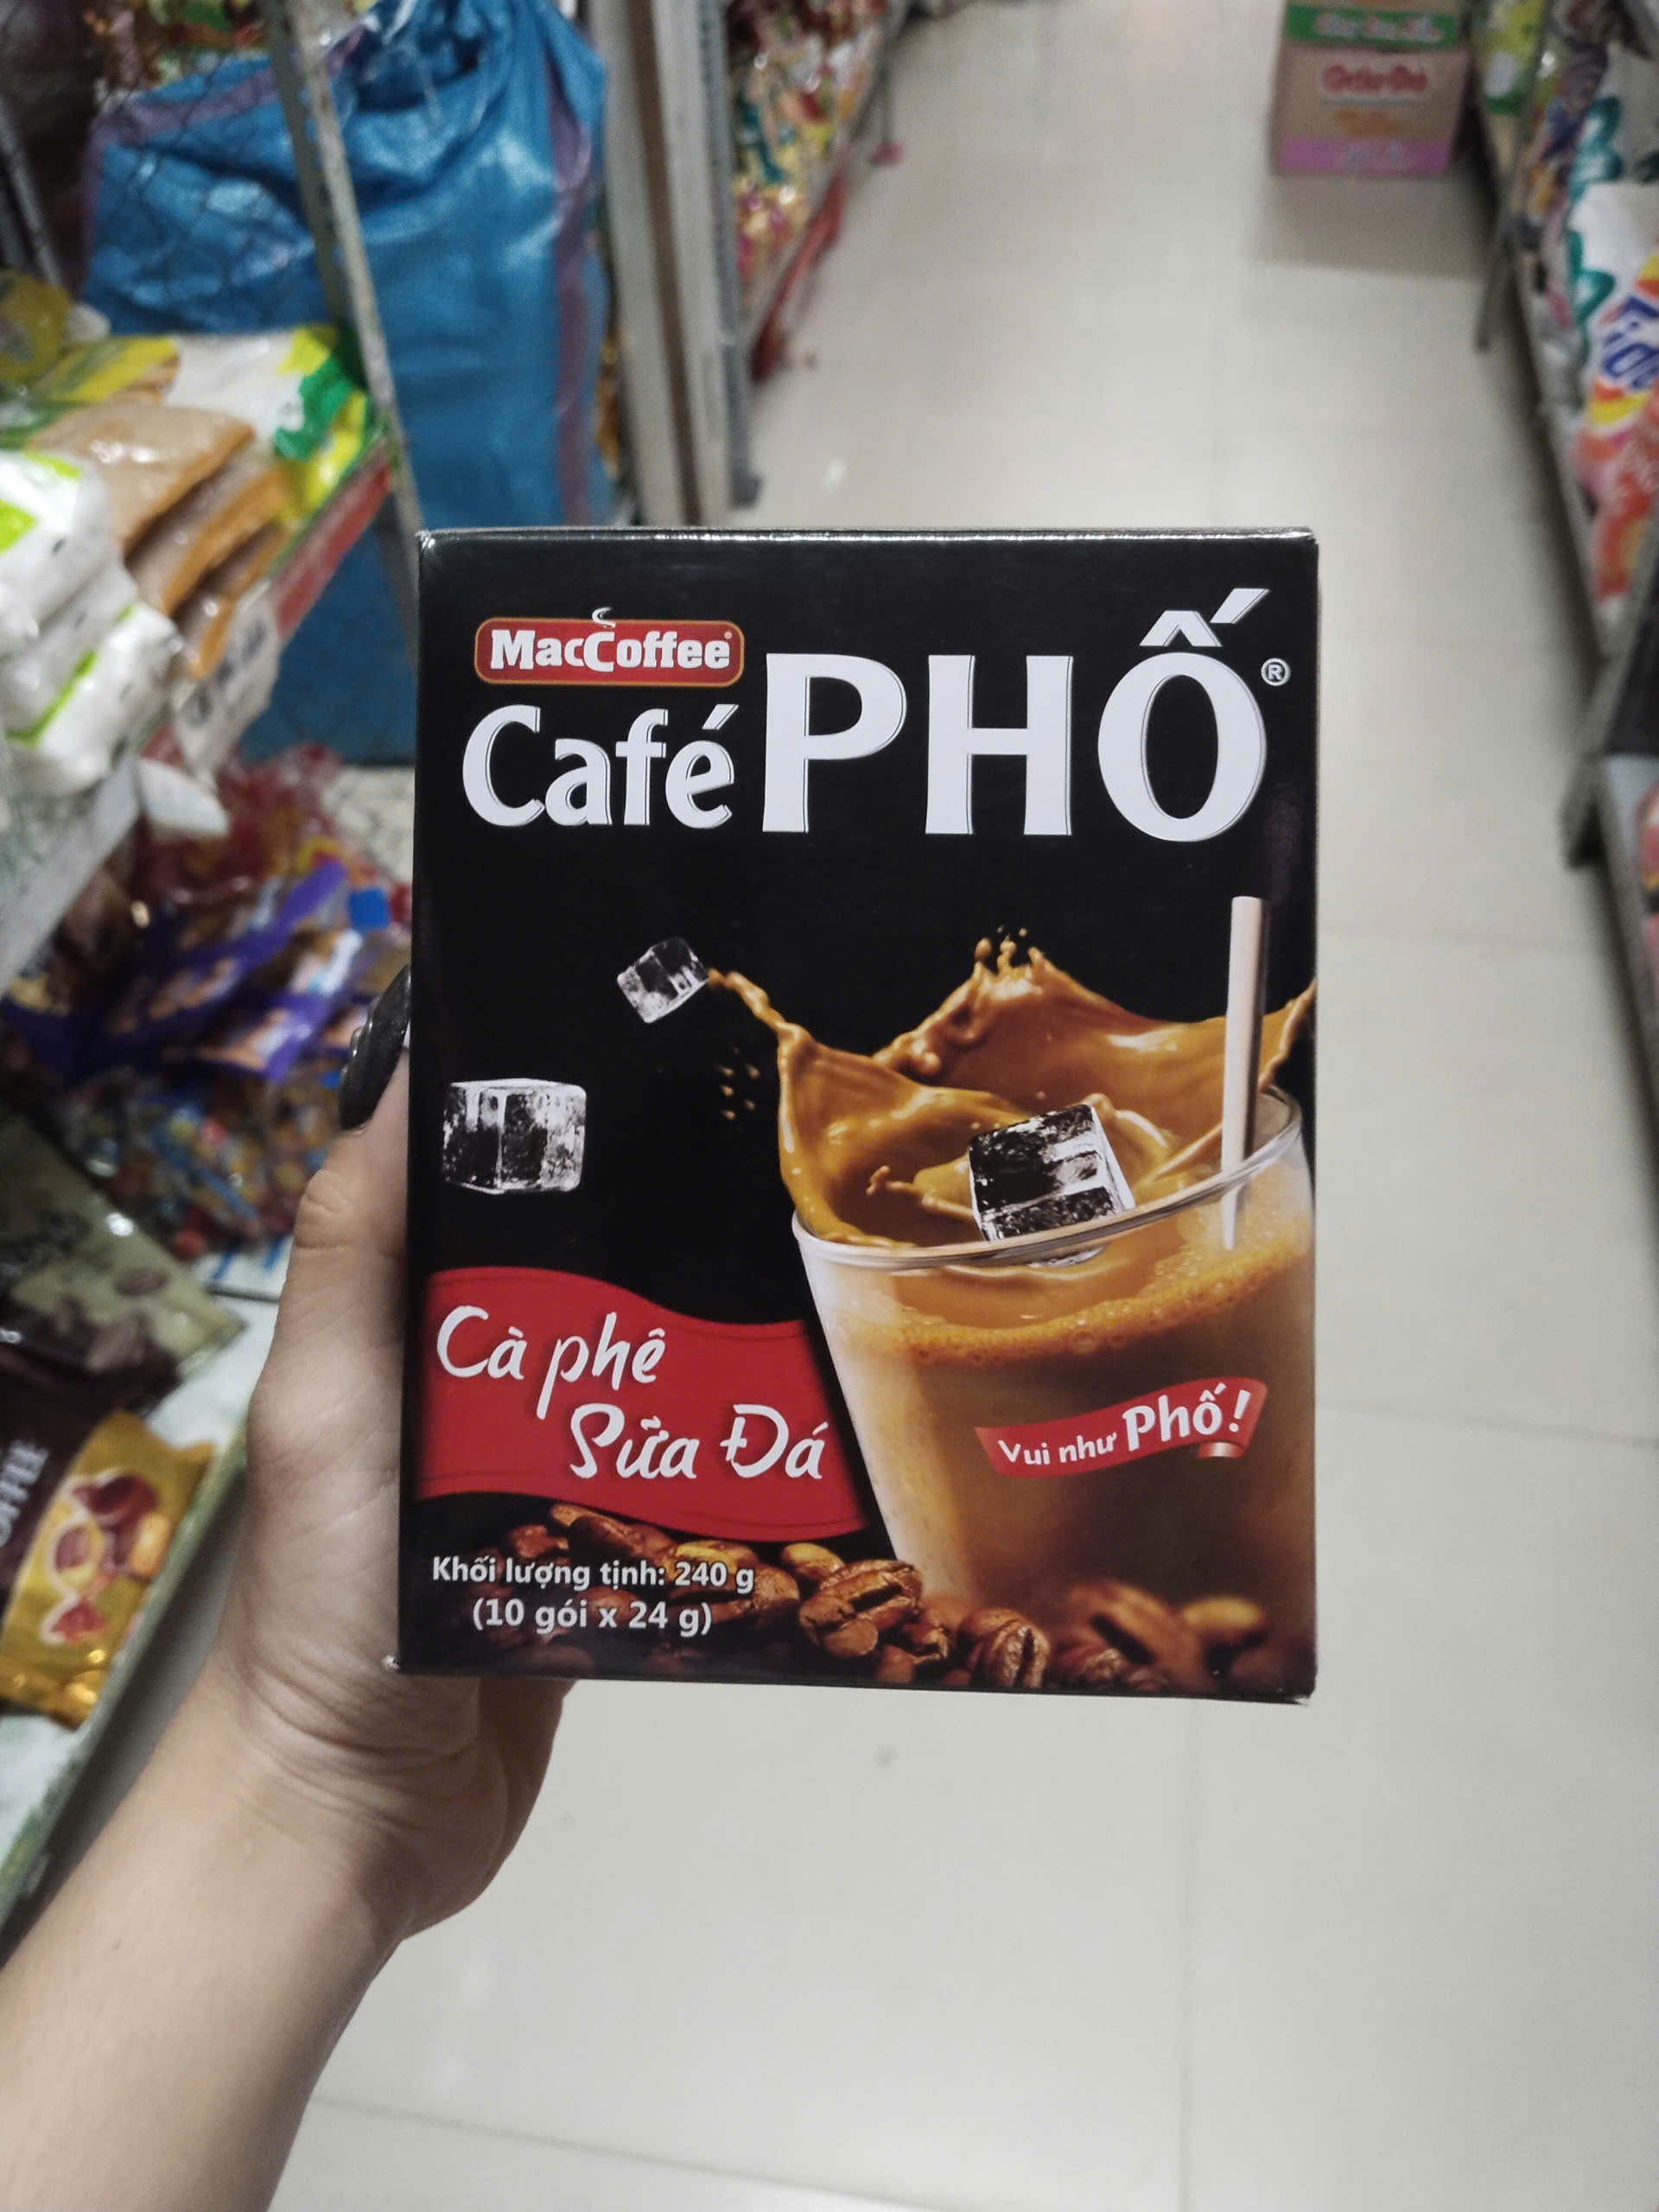 MacCoffee®
Café PHỐ®
Cà phê
Sữa Đá
Vui như Phố!
Khối lượng tịnh: 240 g
(10 gói x 24 g)